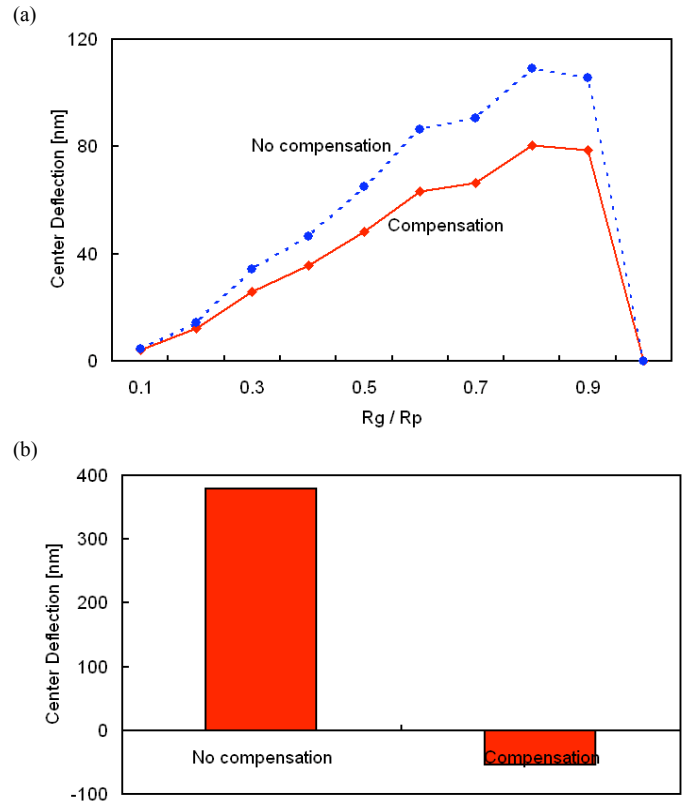 (a)
120
80
40
0
Center Deflection [nm]
No compensation
Compensation
0.1 0.3 0.5 0.7 0.9
Rg / Rp
(b)
400
300
200
100
0
-100
Center Deflection [nm]
No compensation Compensation